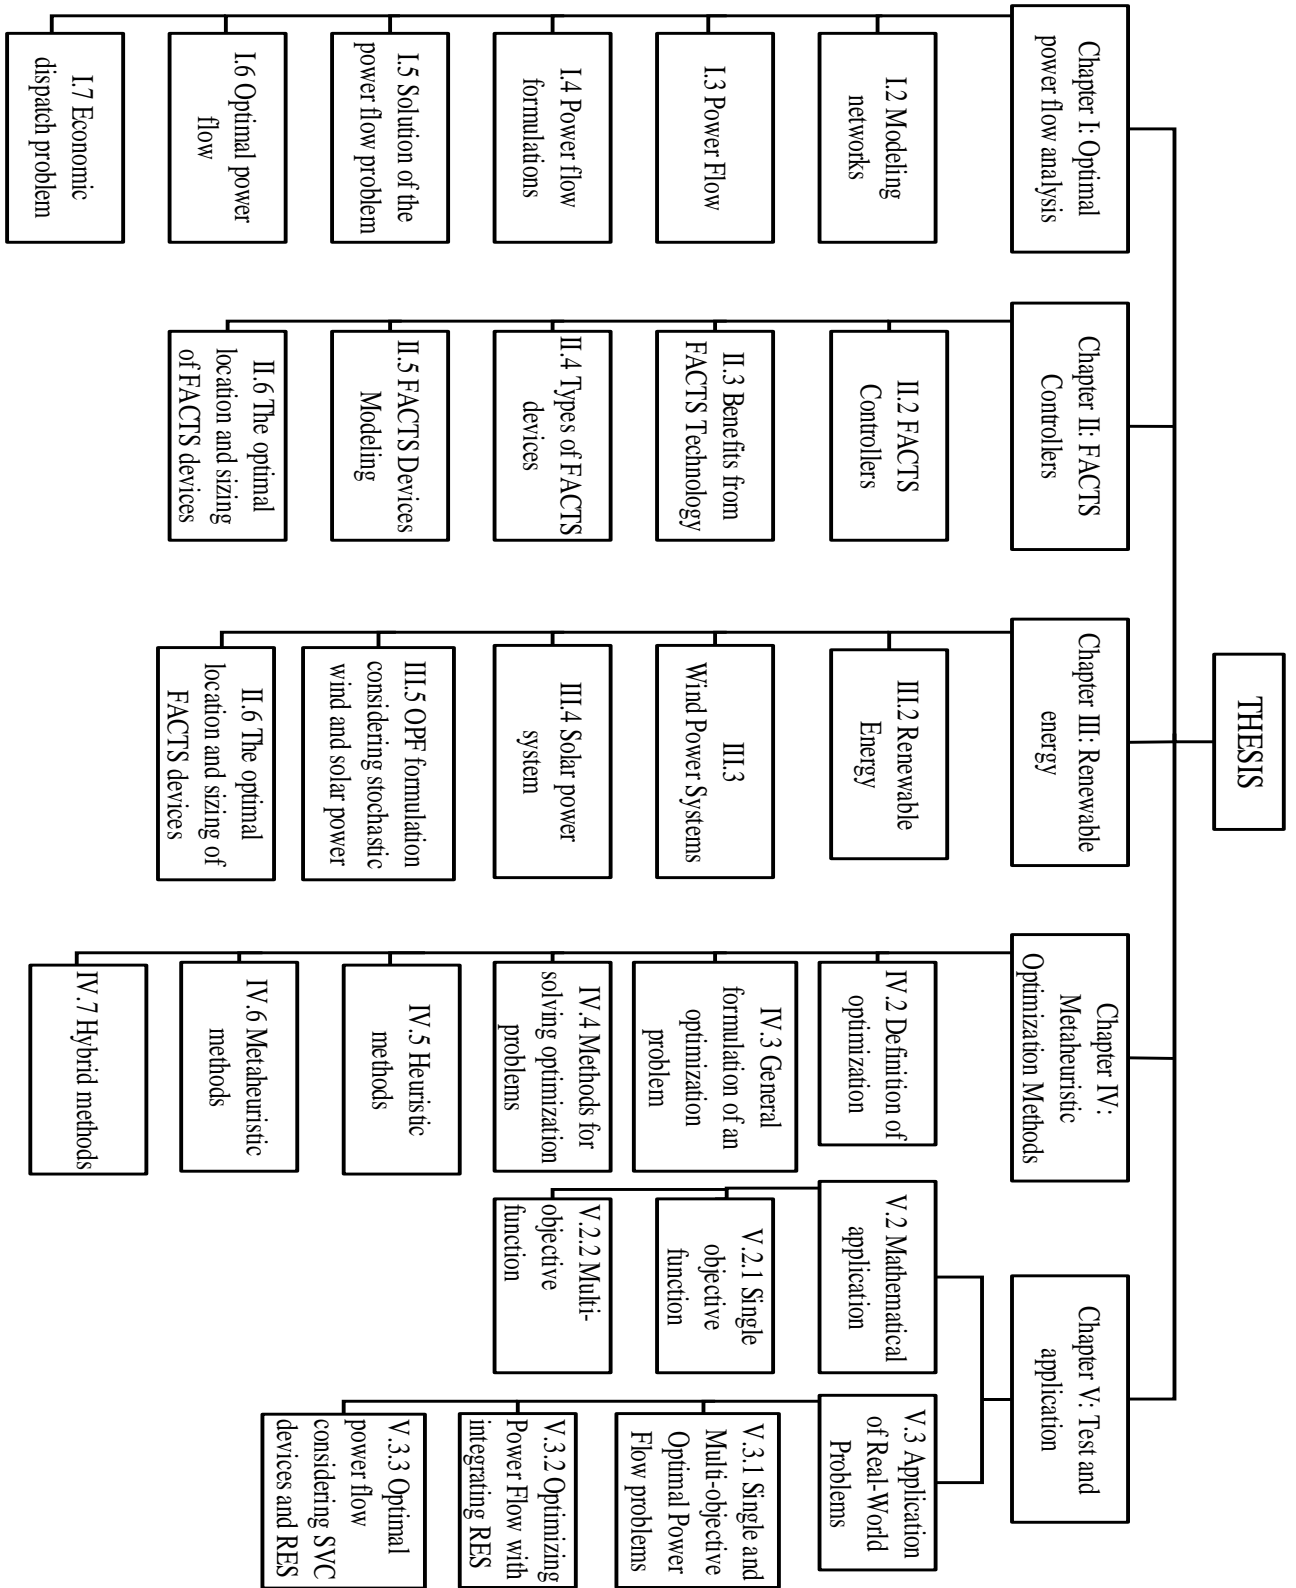 THESIS
Chapter I: Optimal
power flow analysis
I.2 Modeling
networks
I.3 Power Flow
I.4 Power flow
formulations
I.5 Solution of the
power flow problem
I.6 Optimal power
flow
I.7 Economic
dispatch problem
Chapter II: FACTS
Controllers
II.2 FACTS
Controllers
II.3 Benefits from
FACTS Technology
II.4 Types of FACTS
devices
II.5 FACTS Devices
Modeling
II.6 The optimal
location and sizing
of FACTS devices
Chapter III: Renewable
energy
III.2 Renewable
Energy
III.3
Wind Power Systems
III.4 Solar power
system
III.5 OPF formulation
considering stochastic
wind and solar power
II.6 The optimal
location and sizing of
FACTS devices
Chapter IV:
Metaheuristic
Optimization Methods
IV.2 Definition of
optimization
IV.3 General
formulation of an
optimization
problem
IV.4 Methods for
solving optimization
problems
IV.5 Heuristic
methods
IV.6 Metaheuristic
methods
IV.7 Hybrid methods
Chapter V: Test and
application
V.2 Mathematical
application
V.2.1 Single
objective
function
V.2.2 Multi-
objective
function
V.3 Application
of Real-World
Problems
V.3.1 Single and
Multi-objective
Optimal Power
Flow problems
V.3.2 Optimizing
Power Flow with
integrating RES
V.3.3 Optimal
power flow
considering SVC
devices and RES